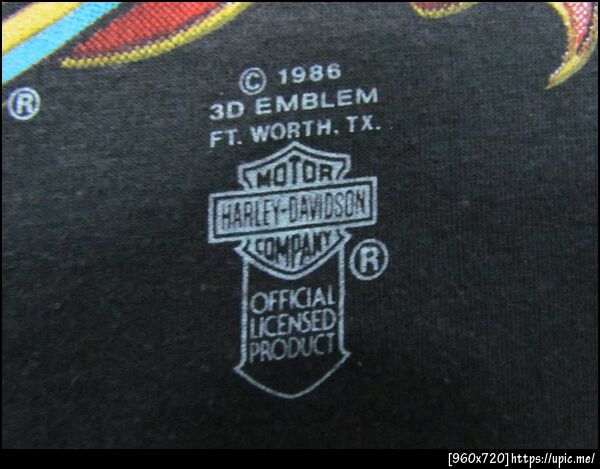 ®
© 1986
3D EMBLEM
FT. WORTH, TX.
MOTOR
HARLEY-DAVIDSON
COMPANY
®
OFFICIAL
LICENSED
PRODUCT
[960x720]https://upic.me/